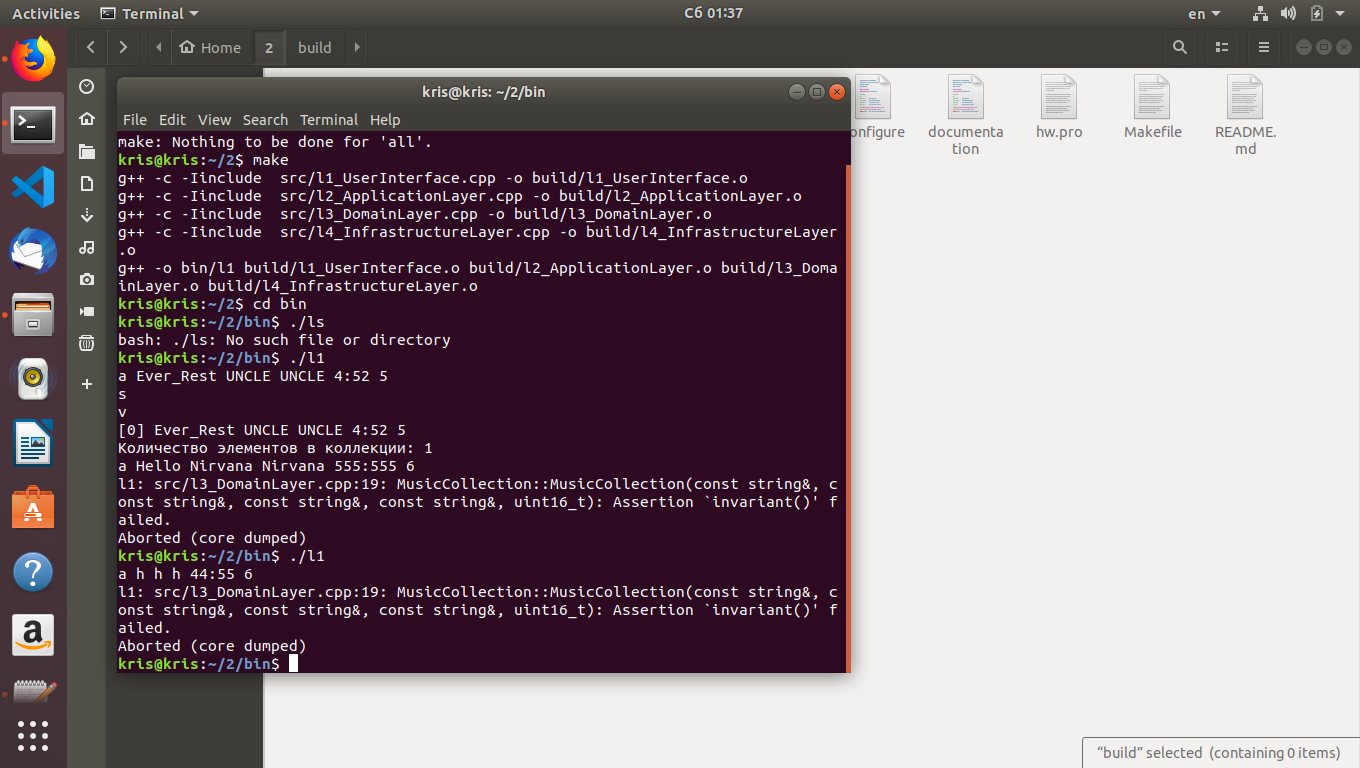 Activities
Terminal
Сб 01:37
en
Home
2
build
kris@kris: ~/2/bin
File Edit View Search Terminal Help
make: Nothing to be done for 'all'.
kris@kris:~/2$ make
g++ -c -Iinclude  src/l1_UserInterface.cpp -o build/l1_UserInterface.o
g++ -c -Iinclude  src/l2_ApplicationLayer.cpp -o build/l2_ApplicationLayer.o
g++ -c -Iinclude  src/l3_DomainLayer.cpp -o build/l3_DomainLayer.o
g++ -c -Iinclude  src/l4_InfrastructureLayer.cpp -o build/l4_InfrastructureLayer
.o
g++ -o bin/l1 build/l1_UserInterface.o build/l2_ApplicationLayer.o build/l3_Doma
inLayer.o build/l4_InfrastructureLayer.o
kris@kris:~/2$ cd bin
kris@kris:~/2/bin$ ./ls
bash: ./ls: No such file or directory
kris@kris:~/2/bin$ ./l1
a Ever_Rest UNCLE UNCLE 4:52 5
s
v
[0] Ever_Rest UNCLE UNCLE 4:52 5
Количество элементов в коллекции: 1
a Hello Nirvana Nirvana 555:555 6
l1: src/l3_DomainLayer.cpp:19: MusicCollection::MusicCollection(const string&, c
onst string&, const string&, const string&, uint16_t): Assertion `invariant()' f
ailed.
Aborted (core dumped)
kris@kris:~/2/bin$ ./l1
a h h h 44:55 6
l1: src/l3_DomainLayer.cpp:19: MusicCollection::MusicCollection(const string&, c
onst string&, const string&, const string&, uint16_t): Assertion `invariant()' f
ailed.
Aborted (core dumped)
kris@kris:~/2/bin$
onfigure
documenta
tion
hw.pro
Makefile
README.
md
“build” selected  (containing 0 items)